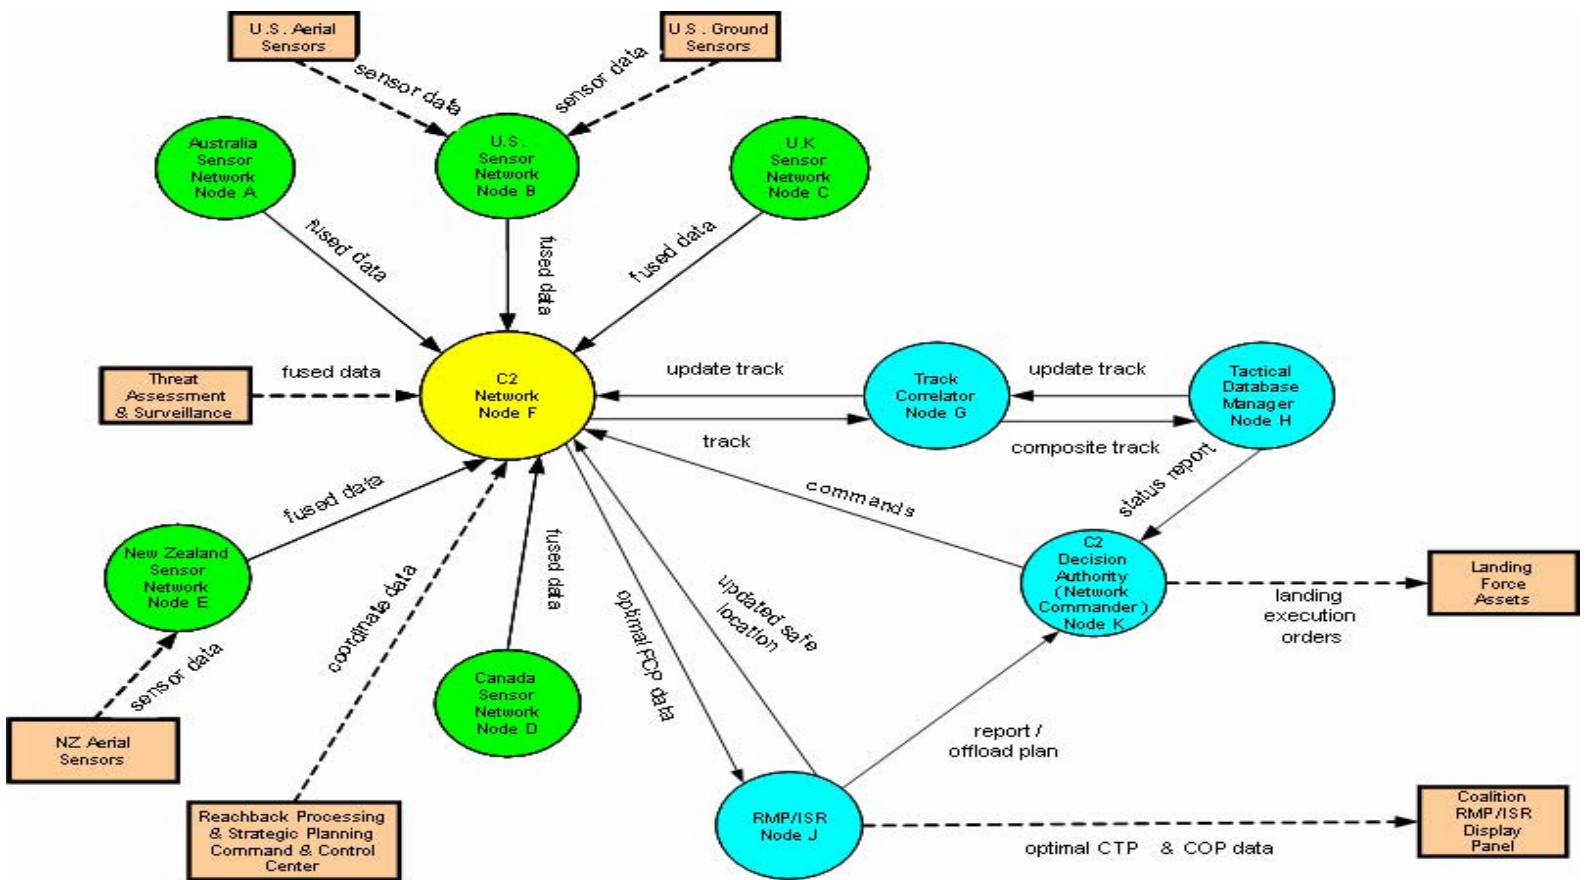 U.S. Aerial
Sensors
U.S. Ground
Sensors
sensor data
sensor data
Australia
Sensor
Network
Node A
U.S.
Sensor
Network
Node B
U.K
Sensor
Network
Node C
fused data
fused data
fused data
Threat
Assessment
& Surveillance
fused data
C2
Network
Node F
update track
track
Track
Correlator
Node G
update track
composite track
Tactical
Database
Manager
Node H
status report
commands
C2
Decision
Authority
(Network
Commander)
Node K
landing
execution
orders
Landing
Force
Assets
New Zealand
Sensor
Network
Node E
fused data
sensor data
NZ Aerial
Sensors
coordinate data
Reachback Processing
& Strategic Planning
Command & Control
Center
fused data
Canada
Sensor
Network
Node D
optimal FCP data
updated safe
location
report /
offload plan
RMP/ISR
Node J
optimal CTP & COP data
Coalition
RMP/ISR
Display
Panel